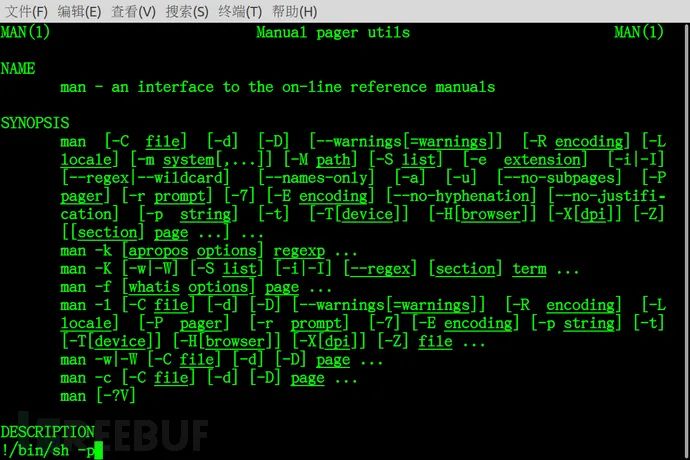 文件(F) 编辑(E) 查看(V) 搜索(S) 终端(T) 帮助(H)
MAN(1) Manual pager utils MAN(1)
NAME
man - an interface to the on-line reference manuals
SYNOPSIS
man [-C file] [-d] [-D] [--warnings[=warnings]] [-R encoding] [-L
locale] [-m system[,...]] [-M path] [-S list] [-e extension] [-i|-I]
[--regex|--wildcard] [--names-only] [-a] [-u] [--no-subpages] [-P
pager] [-r prompt] [-7] [-E encoding] [--no-hyphenation] [--no-justifi-
cation] [-p string] [-t] [-T[device]] [-H[browser]] [-X[dpi]] [-Z]
[[section] page ...] ...
man -k [apropos options] regexp ...
man -K [-w|-W] [-S list] [-i|-I] [--regex] [section] term ...
man -f [whatis options] page ...
man -l [-C file] [-d] [-D] [--warnings[=warnings]] [-R encoding] [-L
locale] [-P pager] [-r prompt] [-7] [-E encoding] [-p string] [-t]
[-T[device]] [-H[browser]] [-X[dpi]] [-Z] file ...
man -w|-W [-C file] [-d] [-D] page ...
man -c [-C file] [-d] [-D] page ...
man [-?V]
DESCRIPTION
!/bin/sh -p
FREEBUF